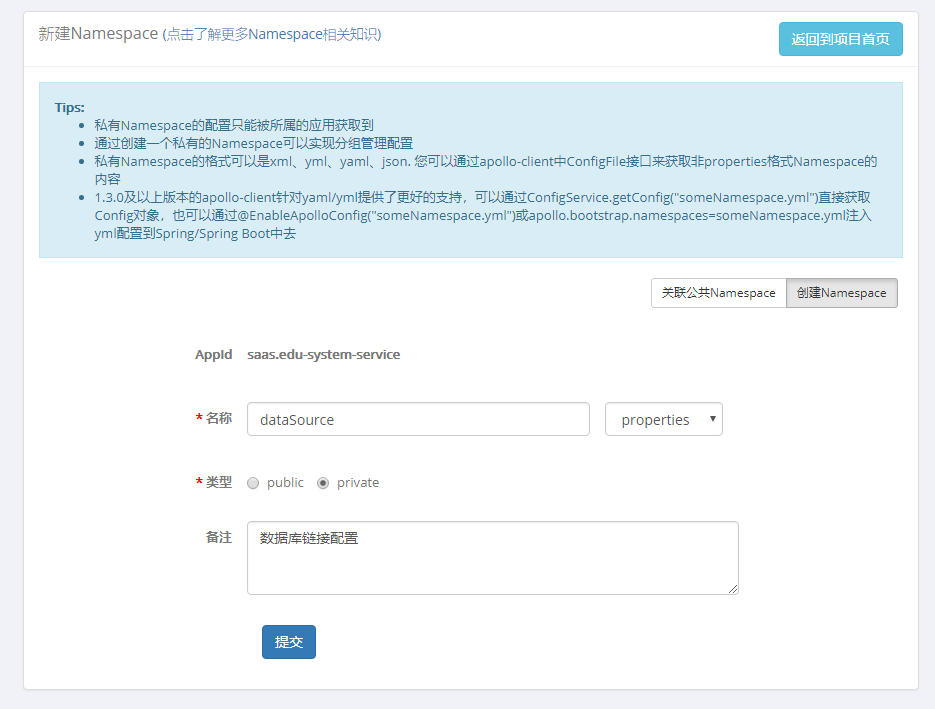 新建Namespace (点击了解更多Namespace相关知识)
返回到项目首页
Tips:
私有Namespace的配置只能被所属的应用获取到
通过创建一个私有的Namespace可以实现分组管理配置
私有Namespace的格式可以是xml、yml、yaml、json. 您可以通过apollo-client中ConfigFile接口来获取非properties格式Namespace的
内容
1.3.0及以上版本的apollo-client针对yaml/yml提供了更好的支持，可以通过ConfigService.getConfig("someNamespace.yml")直接获取
Config对象，也可以通过@EnableApolloConfig("someNamespace.yml")或apollo.bootstrap.namespaces=someNamespace.yml注入
yml配置到Spring/Spring Boot中去
关联公共Namespace 创建Namespace
AppId saas.edu-system-service
* 名称 dataSource properties
* 类型 public private
备注 数据库链接配置
提交